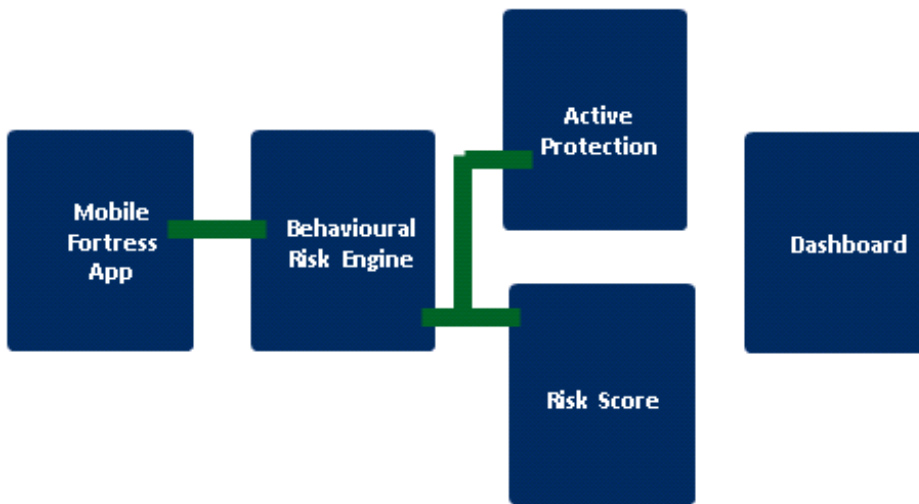 Mobile
Fortress
App
Behavioural
Risk Engine
Active
Protection
Risk Score
Dashboard